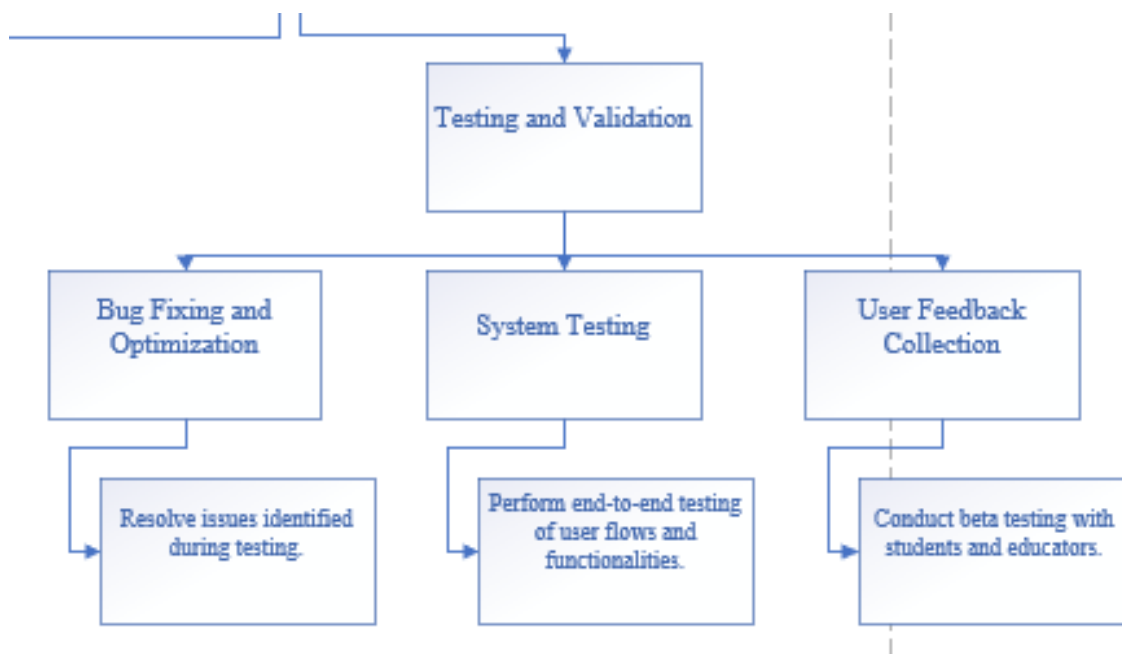 Testing and Validation
Bug Fixing and
Optimization
System Testing
User Feedback
Collection
Resolve issues identified
during testing.
Perform end-to-end testing
of user flows and
functionalities.
Conduct beta testing with
students and educators.